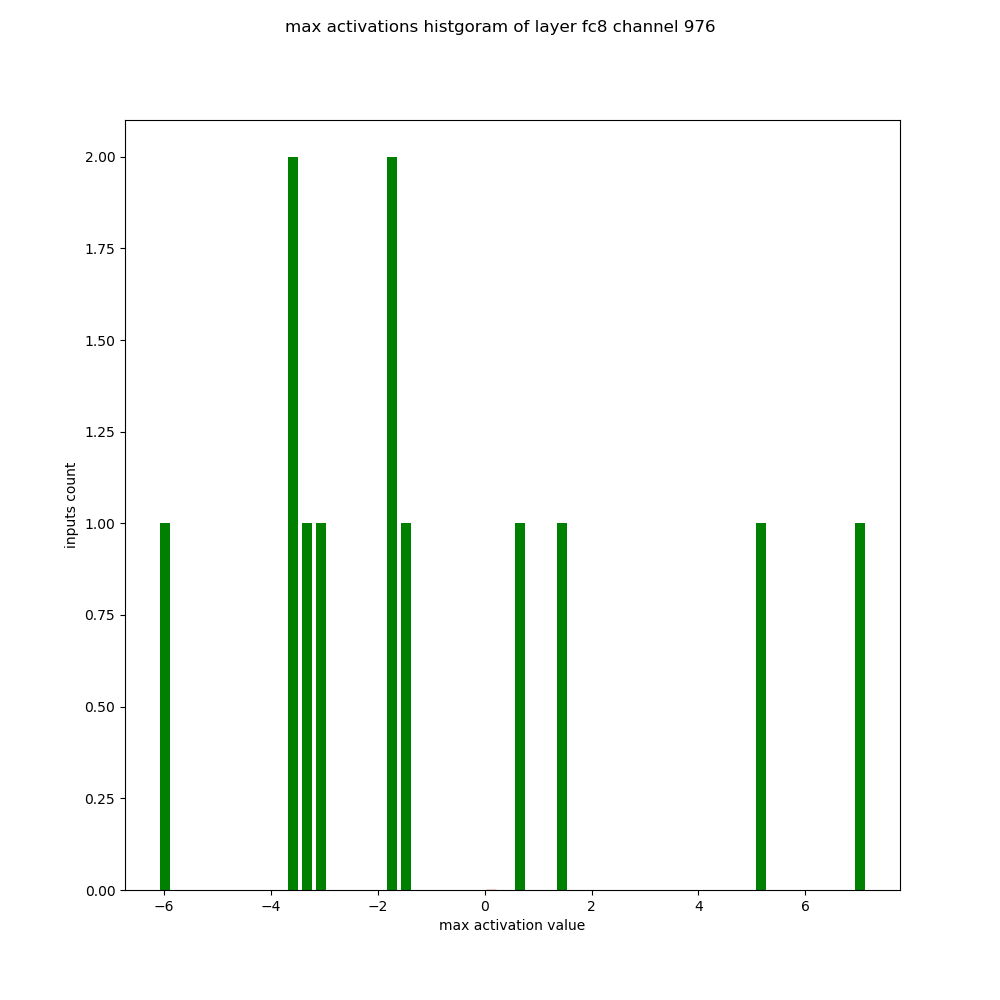 max activations histgoram of layer fc8 channel 976
2.00
1.75
1.50
1.25
1.00
0.75
0.50
0.25
0.00
inputs count
−6 −4 −2 0 2 4 6
max activation value